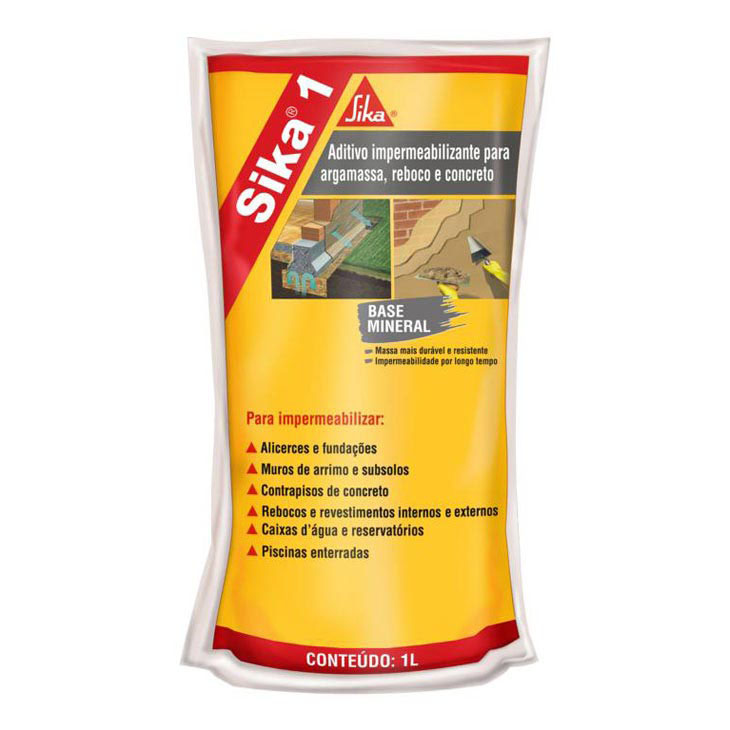 Sika® 1
Sika®
Aditivo impermeabilizante para
argamassa, reboco e concreto
BASE
MINERAL
Massa mais durável e resistente
Impermeabilidade por longo tempo
Para impermeabilizar:
Alicerces e fundações
Muros de arrimo e subsolos
Contrapisos de concreto
Rebocos e revestimentos internos e externos
Caixas d'água e reservatórios
Piscinas enterradas
CONTEÚDO: 1L